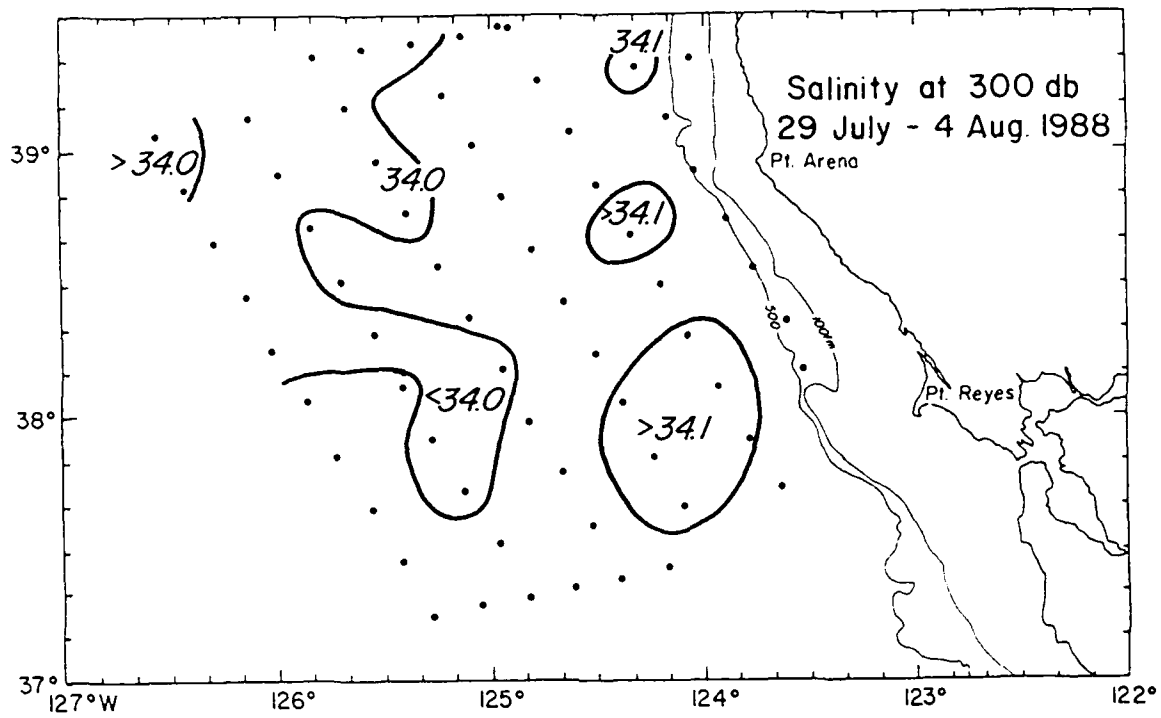 34.1
Salinity at 300 db
29 July - 4 Aug. 1988
39°
>34.0
Pt. Arena
34.0
>34.1
500
100m
<34.0
Pt. Reyes
38°
>34.1
37°
127°W
126°
125°
124°
123°
122°